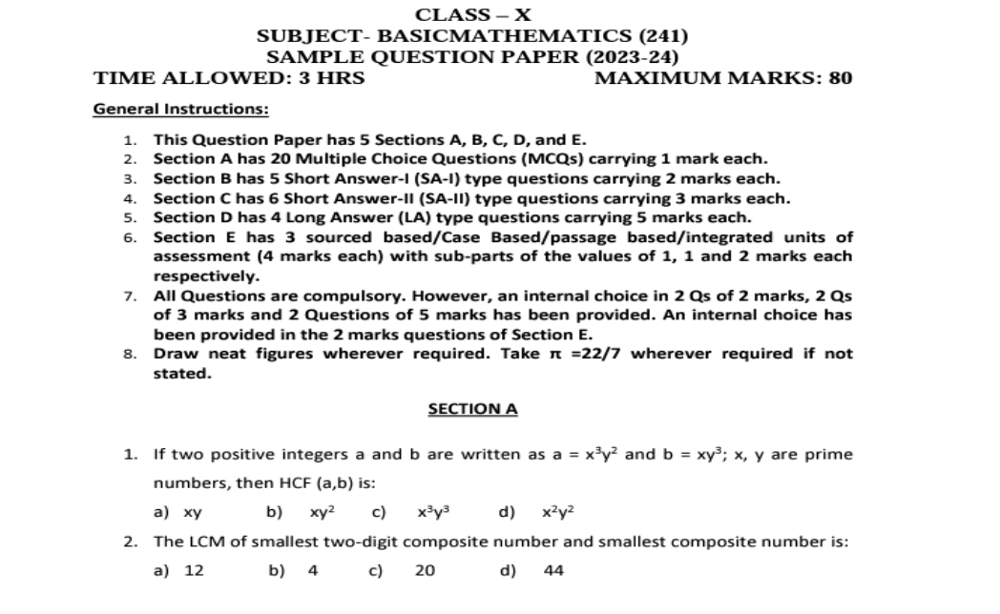 CLASS – X
SUBJECT- BASICMATHEMATICS (241)
SAMPLE QUESTION PAPER (2023-24)
TIME ALLOWED: 3 HRS MAXIMUM MARKS: 80
General Instructions:
1. This Question Paper has 5 Sections A, B, C, D, and E.
2. Section A has 20 Multiple Choice Questions (MCQs) carrying 1 mark each.
3. Section B has 5 Short Answer-I (SA-I) type questions carrying 2 marks each.
4. Section C has 6 Short Answer-II (SA-II) type questions carrying 3 marks each.
5. Section D has 4 Long Answer (LA) type questions carrying 5 marks each.
6. Section E has 3 sourced based/Case Based/passage based/integrated units of
assessment (4 marks each) with sub-parts of the values of 1, 1 and 2 marks each
respectively.
7. All Questions are compulsory. However, an internal choice in 2 Qs of 2 marks, 2 Qs
of 3 marks and 2 Questions of 5 marks has been provided. An internal choice has
been provided in the 2 marks questions of Section E.
8. Draw neat figures wherever required. Take π =22/7 wherever required if not
stated.
SECTION A
1. If two positive integers a and b are written as a = x³y² and b = xy³; x, y are prime
numbers, then HCF (a,b) is:
a) xy b) xy² c) x³y³ d) x²y²
2. The LCM of smallest two-digit composite number and smallest composite number is:
a) 12 b) 4 c) 20 d) 44